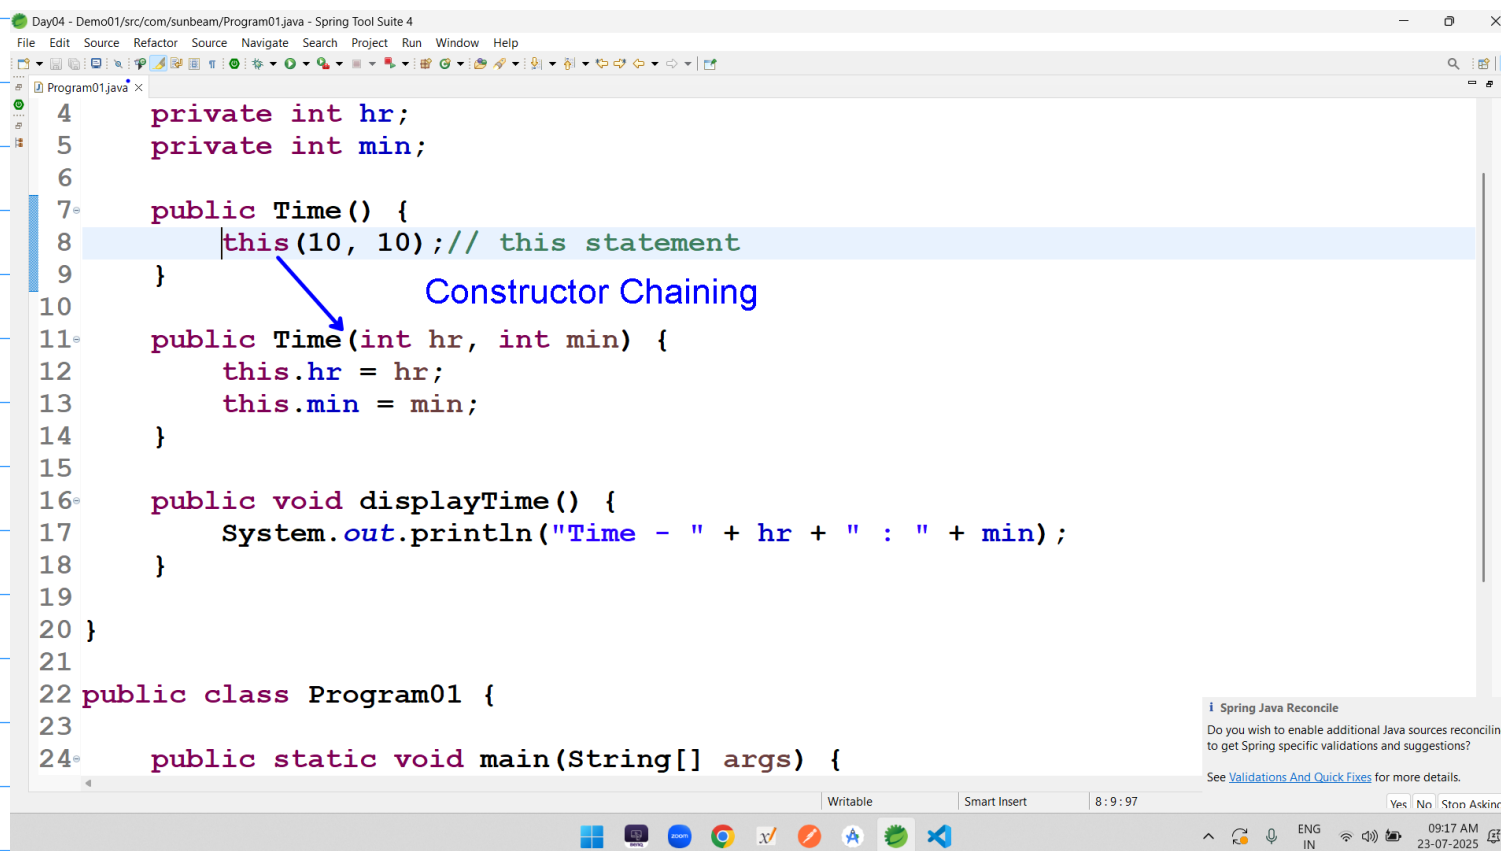 Day04 - Demo01/src/com/sunbeam/Program01.java - Spring Tool Suite 4
File Edit Source Refactor Source Navigate Search Project Run Window Help
Program01.java
4 private int hr;
5 private int min;
6
7 public Time() {
8 this(10, 10);// this statement
9 }
Constructor Chaining
10
11 public Time(int hr, int min) {
12 this.hr = hr;
13 this.min = min;
14 }
15
16 public void displayTime() {
17 System.out.println("Time - " + hr + " : " + min);
18 }
19
20 }
21
22 public class Program01 {
23
24 public static void main(String[] args) {
Spring Java Reconcile
Do you wish to enable additional Java sources reconcilin
to get Spring specific validations and suggestions?
See Validations And Quick Fixes for more details.
Yes No Stop Asking
Writable Smart Insert 8 : 9 : 97
zoom
ENG
IN
09:17 AM
23-07-2025